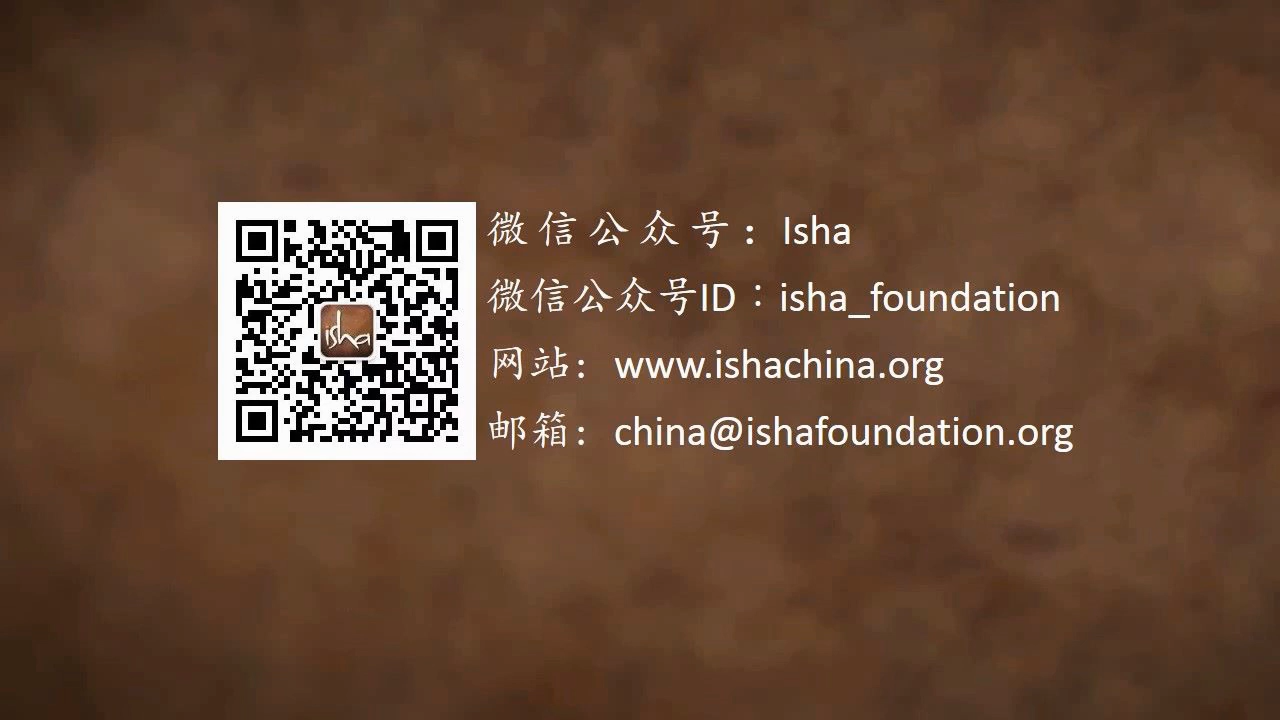 isha
微信公众号：Isha
微信公众号ID：isha_foundation
网站：www.ishachina.org
邮箱：china@ishafoundation.org